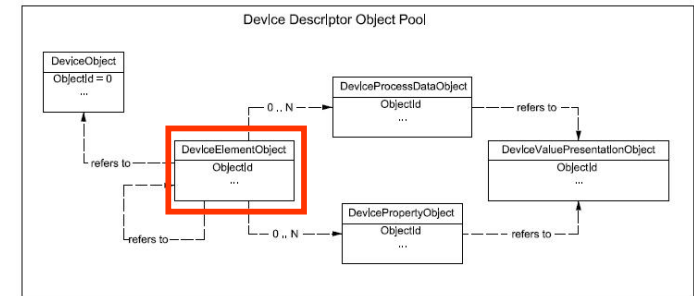 Device Descriptor Object Pool
DeviceObject
ObjectId = 0
...
DeviceProcessDataObject
ObjectId
...
0 .. N
refers to
DeviceElementObject
ObjectId
...
DeviceValuePresentationObject
ObjectId
...
refers to
DevicePropertyObject
ObjectId
...
refers to
0 .. N
refers to